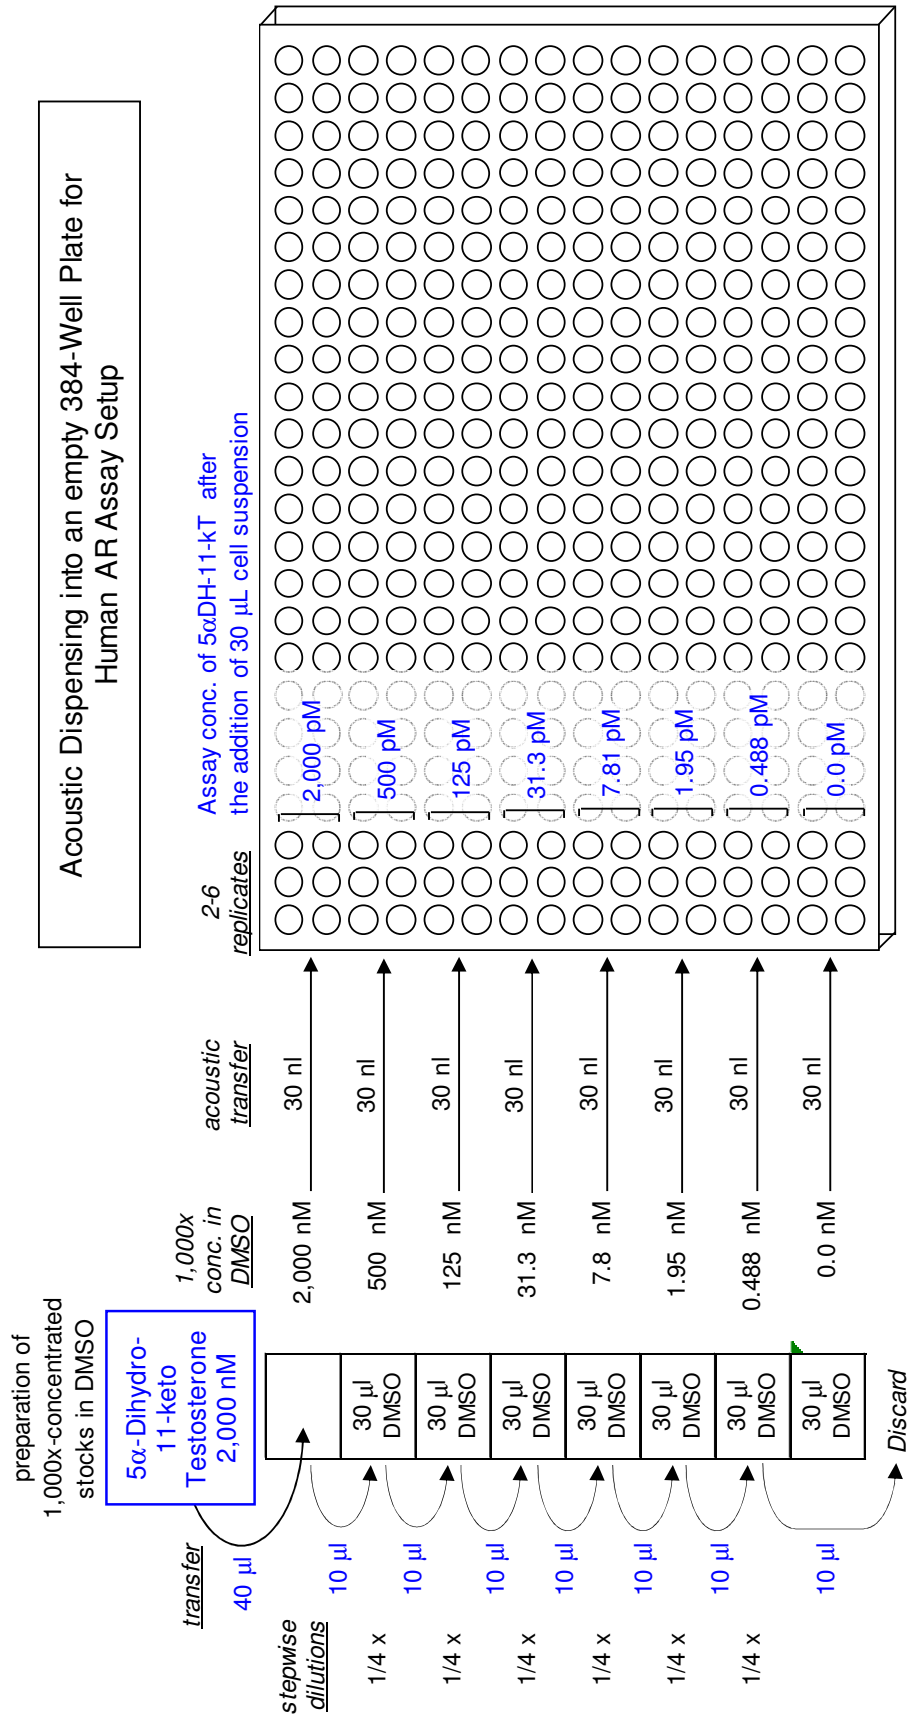 Acoustic Dispensing into an empty 384-Well Plate for
Human AR Assay Setup
preparation of
1,000x-concentrated
stocks in DMSO
5α-Dihydro-
11-keto
Testosterone
2,000 nM
transfer
40 µl
stepwise
dilutions
1,000x
conc. in
DMSO
acoustic
transfer
2-6
replicates
Assay conc. of 5αDH-11-kT after
the addition of 30 µL cell suspension
10 µl
2,000 nM
30 nl
2,000 pM
1/4 x
10 µl
30 µl
DMSO
500 nM
30 nl
500 pM
1/4 x
10 µl
30 µl
DMSO
125 nM
30 nl
125 pM
1/4 x
10 µl
30 µl
DMSO
31.3 nM
30 nl
31.3 pM
1/4 x
10 µl
30 µl
DMSO
7.8 nM
30 nl
7.81 pM
1/4 x
10 µl
30 µl
DMSO
1.95 nM
30 nl
1.95 pM
1/4 x
10 µl
30 µl
DMSO
0.488 nM
30 nl
0.488 pM
30 µl
DMSO
0.0 nM
30 nl
0.0 pM
Discard